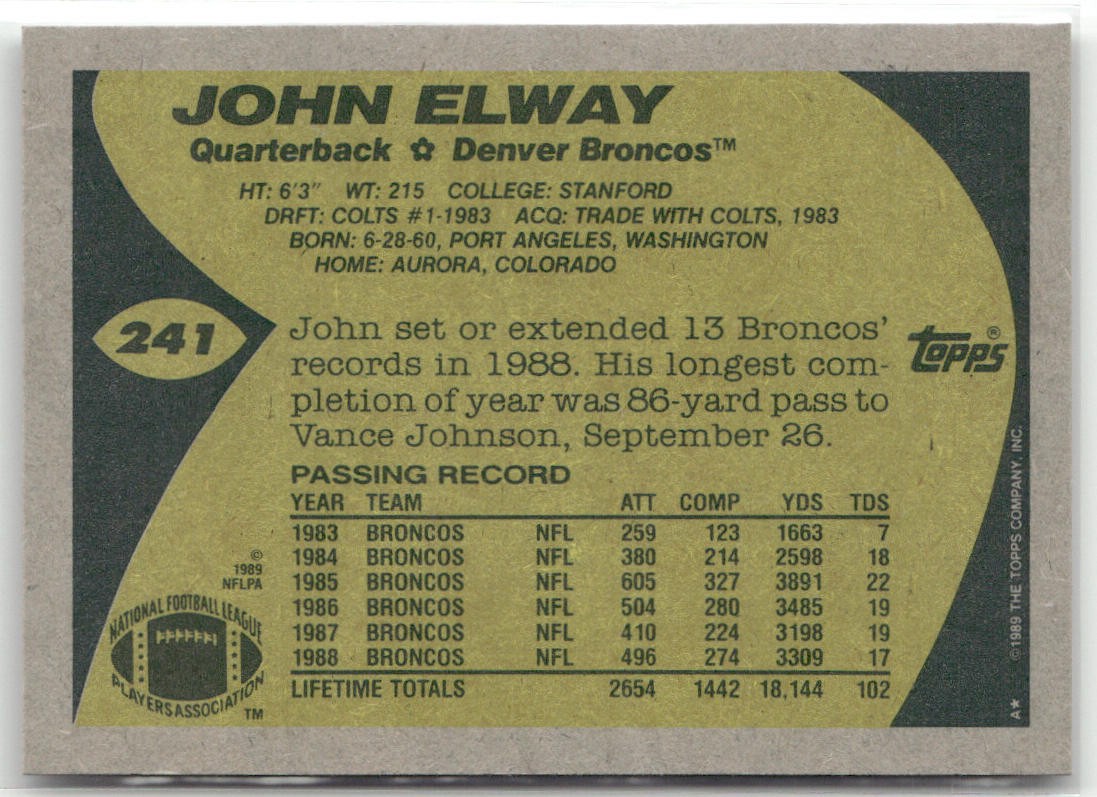 JOHN ELWAY
Quarterback ✿ Denver Broncos™
HT: 6'3" WT: 215 COLLEGE: STANFORD
DRFT: COLTS #1-1983 ACQ: TRADE WITH COLTS, 1983
BORN: 6-28-60, PORT ANGELES, WASHINGTON
HOME: AURORA, COLORADO
241
John set or extended 13 Broncos'
records in 1988. His longest com-
pletion of year was 86-yard pass to
Vance Johnson, September 26.
topps®
PASSING RECORD
YEAR TEAM ATT COMP YDS TDS
1983 BRONCOS NFL 259 123 1663 7
1984 BRONCOS NFL 380 214 2598 18
1985 BRONCOS NFL 605 327 3891 22
1986 BRONCOS NFL 504 280 3485 19
1987 BRONCOS NFL 410 224 3198 19
1988 BRONCOS NFL 496 274 3309 17
LIFETIME TOTALS 2654 1442 18,144 102
©
1989
NFLPA
NATIONAL FOOTBALL LEAGUE
PLAYERS ASSOCIATION
TM
©1989 THE TOPPS COMPANY, INC.
A★